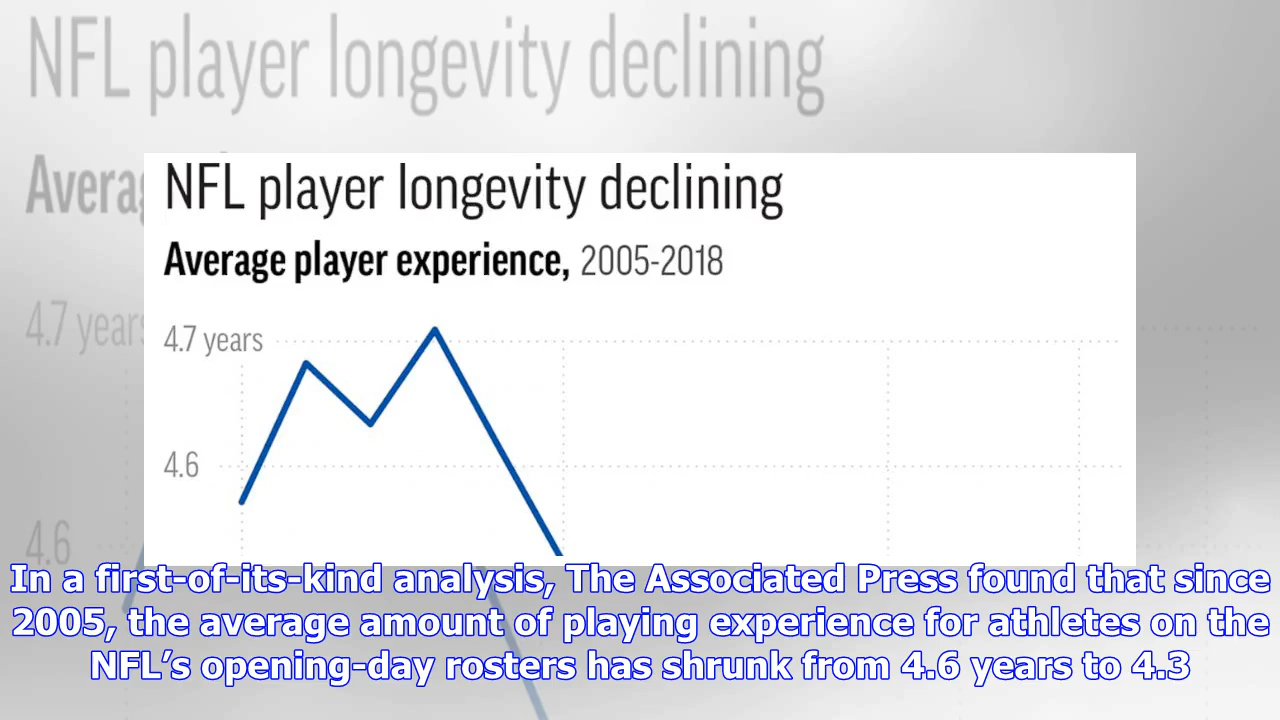 NFL player longevity declining
Avera
4.7 years
4.6
NFL player longevity declining
Average player experience, 2005-2018
4.7 years
4.6
In a first-of-its-kind analysis, The Associated Press found that since
2005, the average amount of playing experience for athletes on the
NFL’s opening-day rosters has shrunk from 4.6 years to 4.3